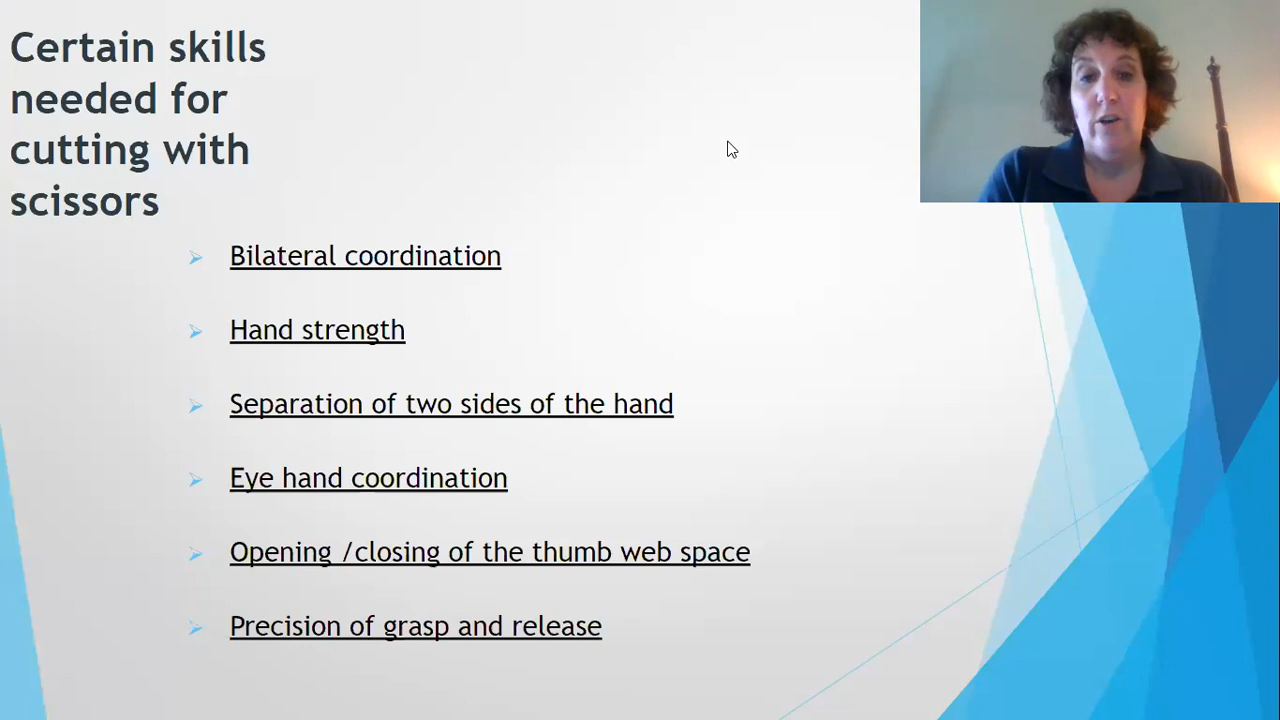 Certain skills
needed for
cutting with
scissors
Bilateral coordination
Hand strength
Separation of two sides of the hand
Eye hand coordination
Opening /closing of the thumb web space
Precision of grasp and release